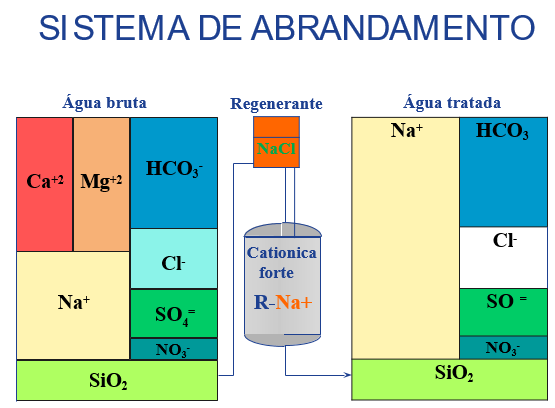 SISTEMA DE ABRANDAMENTO
Água bruta
Regenerante
Água tratada
Ca+2
Mg+2
HCO3-
Cl-
Na+
SO4=
NO3-
SiO2
NaCl
Cationica
forte
R-Na+
Na+
HCO3
Cl-
SO =
NO3-
SiO2